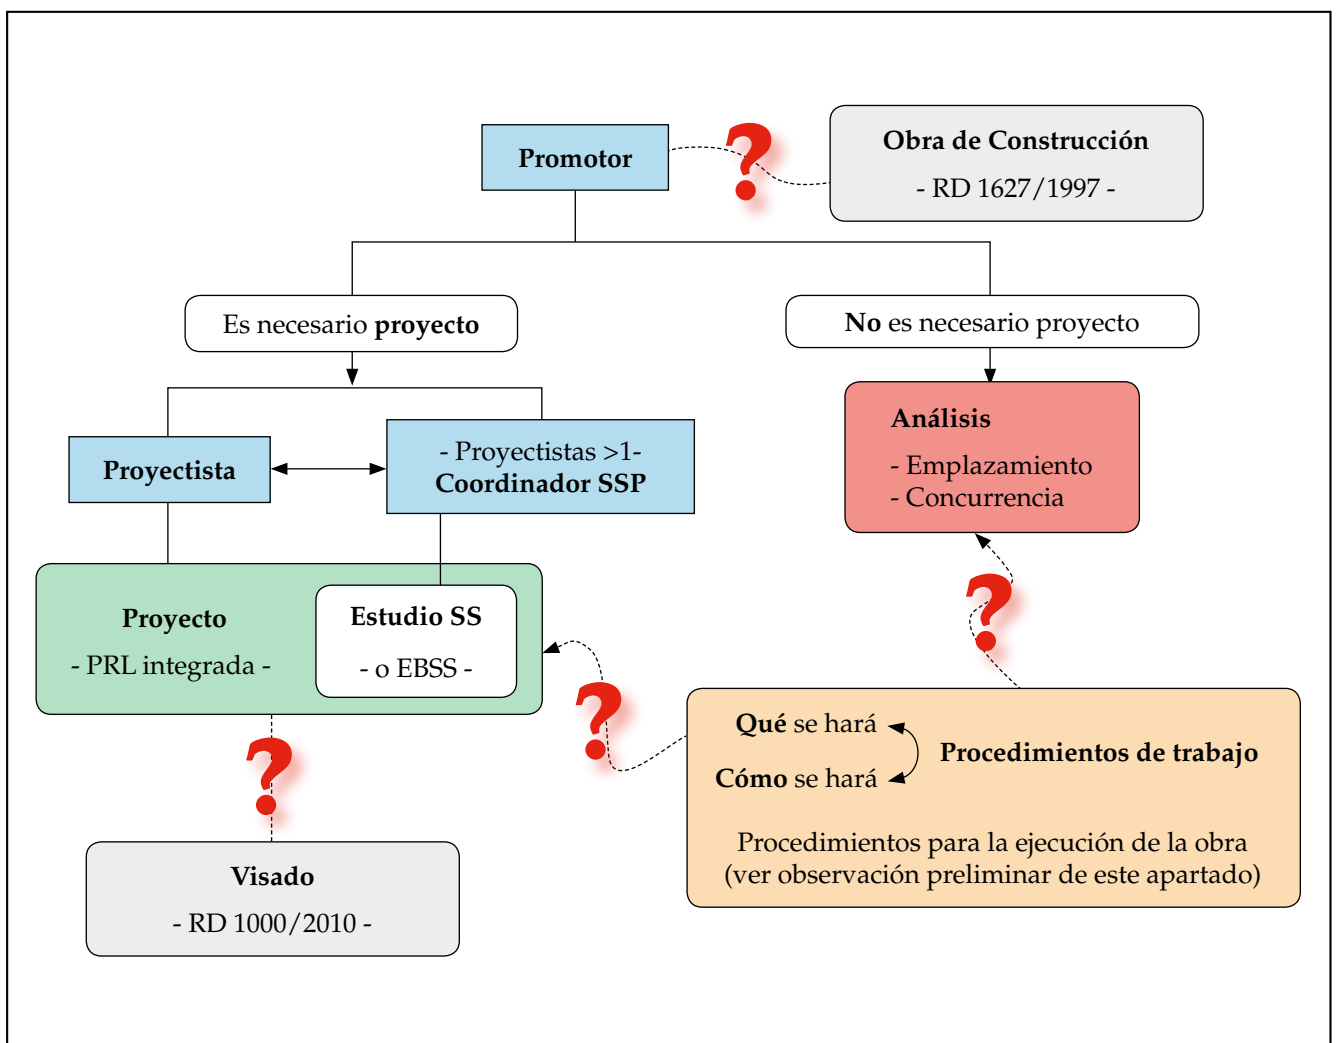 Promotor
?
Obra de Construcción
- RD 1627/1997 -
Es necesario proyecto
No es necesario proyecto
Proyectista
- Proyectistas >1-
Coordinador SSP
Análisis
- Emplazamiento
- Concurrencia
Proyecto
- PRL integrada -
Estudio SS
- o EBSS -
?
?
?
Qué se hará
Cómo se hará
Procedimientos de trabajo
Procedimientos para la ejecución de la obra
(ver observación preliminar de este apartado)
Visado
- RD 1000/2010 -